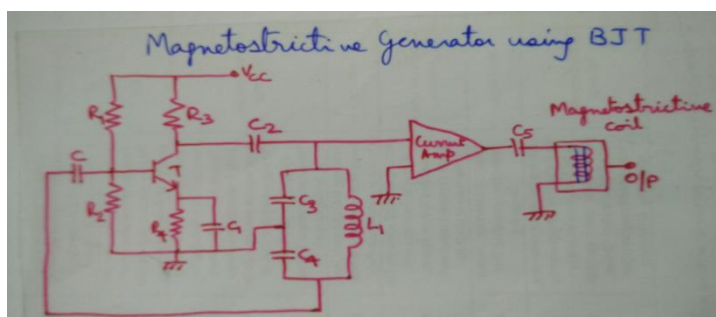 Magnetostrictive Generator using BJT
VCC
R1
R3
C2
C
T
R2
R4
C1
C3
C4
L1
Current
Amp
C5
Magnetostrictive
coil
O/P